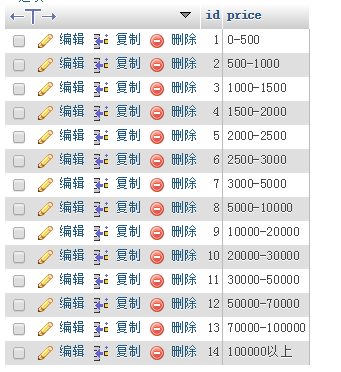 id price
编辑 复制 删除 1 0-500
编辑 复制 删除 2 500-1000
编辑 复制 删除 3 1000-1500
编辑 复制 删除 4 1500-2000
编辑 复制 删除 5 2000-2500
编辑 复制 删除 6 2500-3000
编辑 复制 删除 7 3000-5000
编辑 复制 删除 8 5000-10000
编辑 复制 删除 9 10000-20000
编辑 复制 删除 10 20000-30000
编辑 复制 删除 11 30000-50000
编辑 复制 删除 12 50000-70000
编辑 复制 删除 13 70000-100000
编辑 复制 删除 14 100000以上